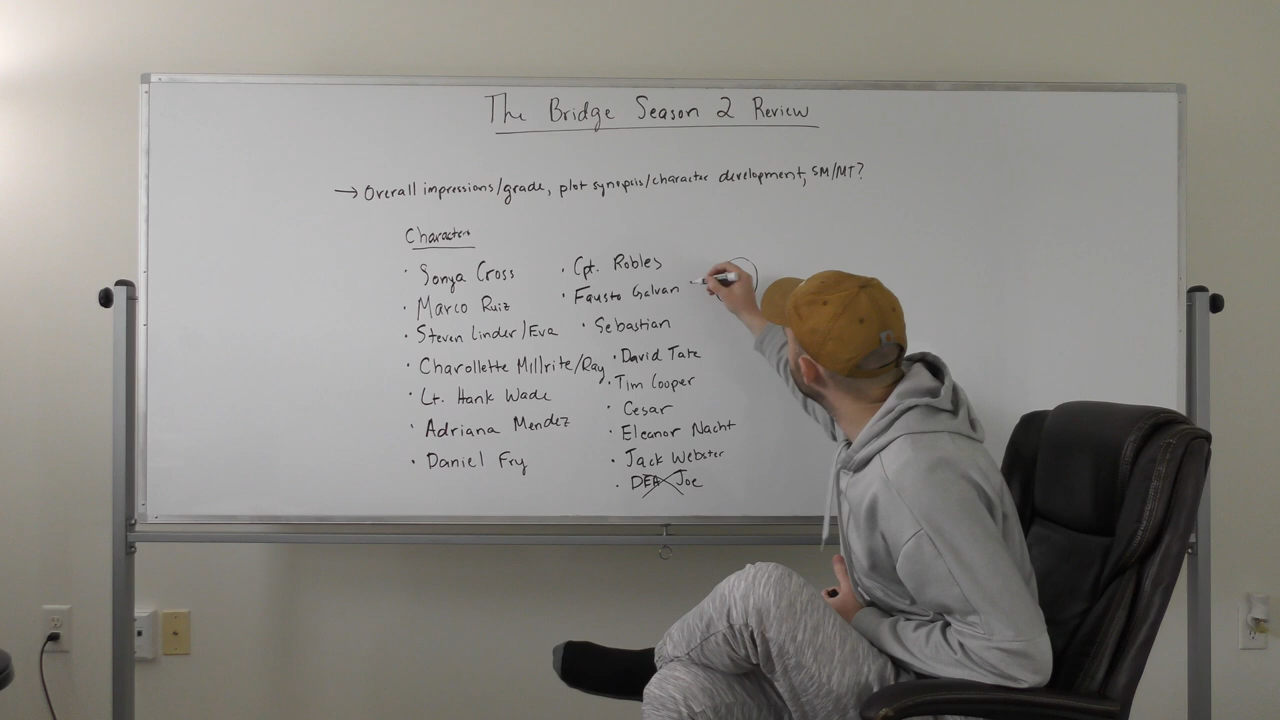 The Bridge Season 2 Review
→ Overall impressions/grade, plot synopsis/character development, SM/MT?
Characters
· Sonya Cross
· Marco Ruiz
· Steven Linder/Eva
· Charollette Millrite/Ray
· Lt. Hank Wade
· Adriana Mendez
· Daniel Fry
· Cpt. Robles
· Fausto Galvan
· Sebastian
· David Tate
· Tim Cooper
· Cesar
· Eleanor Nacht
· Jack Webster
· DEA Joe